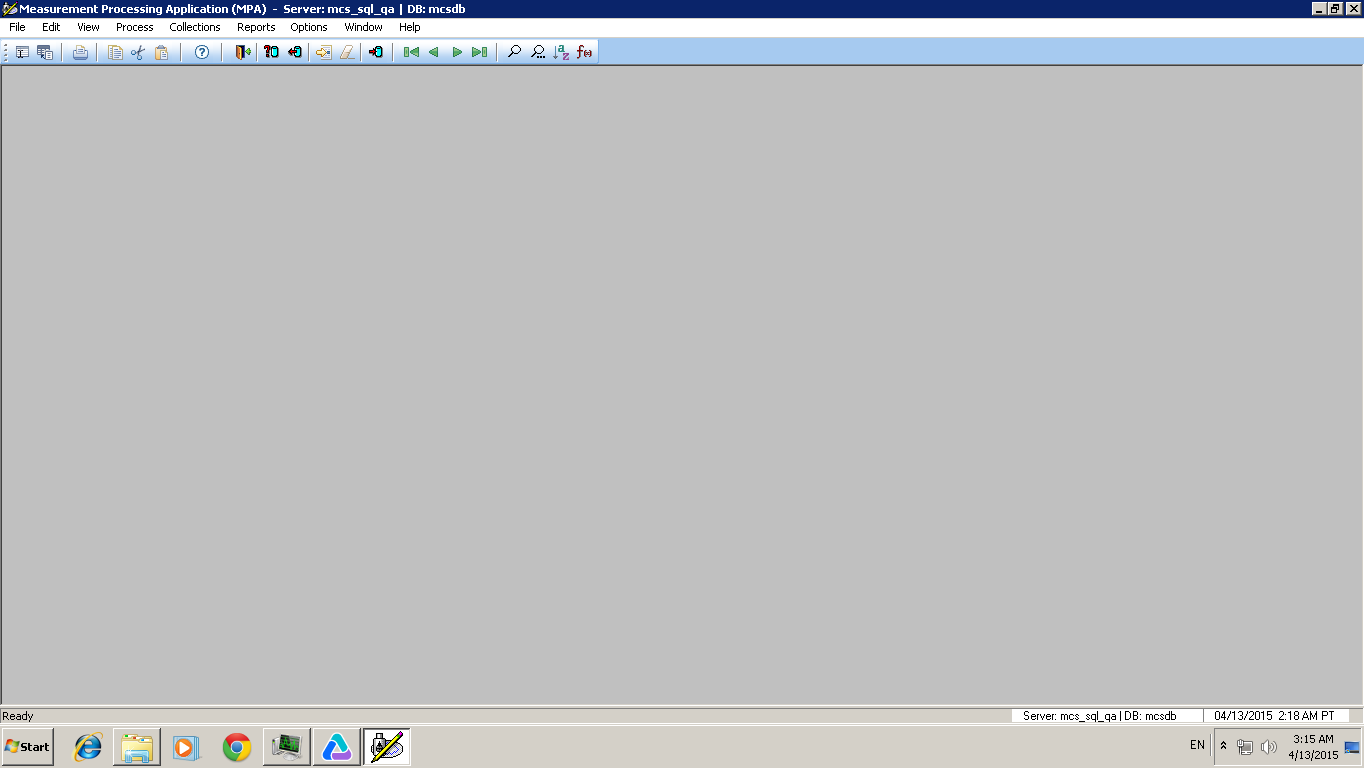 Measurement Processing Application (MPA) - Server: mcs_sql_qa | DB: mcsdb
File Edit View Process Collections Reports Options Window Help
Ready Server: mcs_sql_qa | DB: mcsdb 04/13/2015 2:18 AM PT
Start EN 3:15 AM
4/13/2015